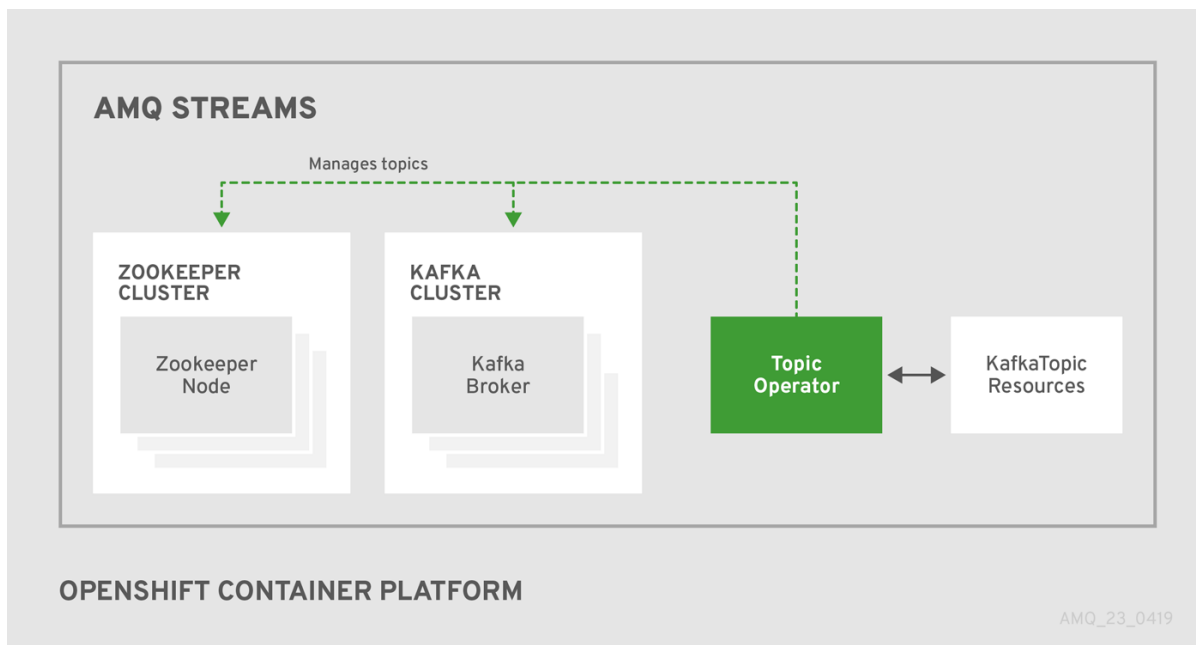 AMQ STREAMS
Manages topics
ZOOKEEPER
CLUSTER
Zookeeper
Node
KAFKA
CLUSTER
Kafka
Broker
Topic
Operator
KafkaTopic
Resources
OPENSHIFT CONTAINER PLATFORM
AMQ_23_0419